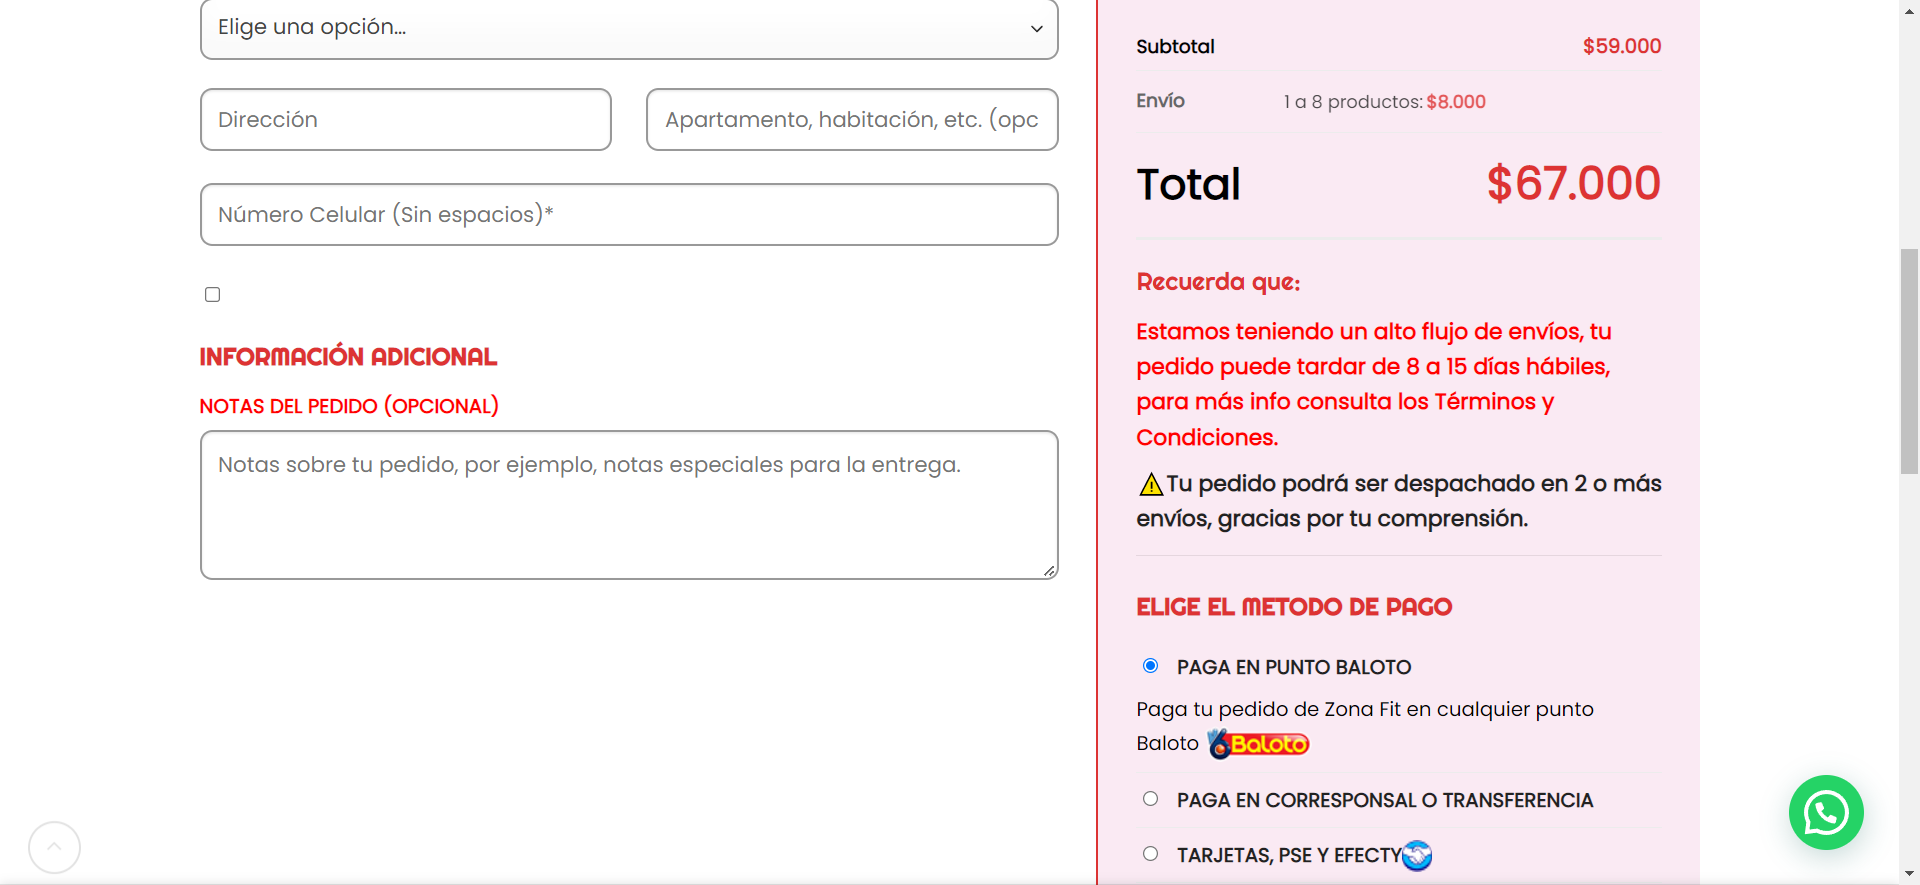 Elige una opción...
Dirección
Apartamento, habitación, etc. (opc
Número Celular (Sin espacios)*
INFORMACIÓN ADICIONAL
NOTAS DEL PEDIDO (OPCIONAL)
Notas sobre tu pedido, por ejemplo, notas especiales para la entrega.
Subtotal $59.000
Envío 1 a 8 productos: $8.000
Total $67.000
Recuerda que:
Estamos teniendo un alto flujo de envíos, tu
pedido puede tardar de 8 a 15 días hábiles,
para más info consulta los Términos y
Condiciones.
⚠Tu pedido podrá ser despachado en 2 o más
envíos, gracias por tu comprensión.
ELIGE EL METODO DE PAGO
PAGA EN PUNTO BALOTO
Paga tu pedido de Zona Fit en cualquier punto
Baloto Baloto
PAGA EN CORRESPONSAL O TRANSFERENCIA
TARJETAS, PSE Y EFECTY